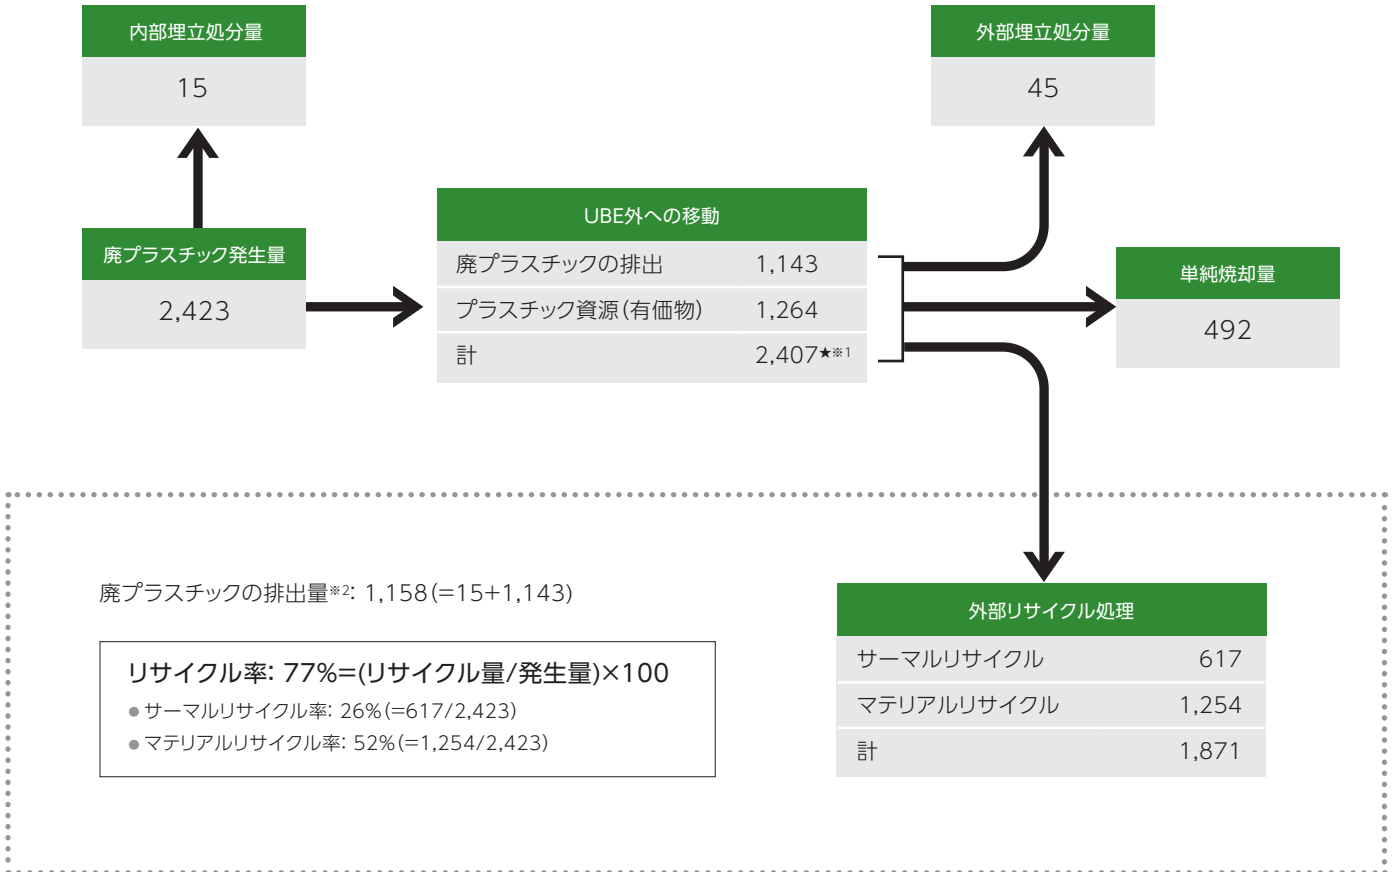 内部埋立処分量
15
外部埋立処分量
45
廃プラスチック発生量
2,423
UBE外への移動
廃プラスチックの排出 1,143
プラスチック資源(有価物) 1,264
計 2,407★※1
単純焼却量
492
廃プラスチックの排出量※2: 1,158(=15+1,143)
リサイクル率: 77%=(リサイクル量/発生量)×100
●サーマルリサイクル率: 26%(=617/2,423)
●マテリアルリサイクル率: 52%(=1,254/2,423)
外部リサイクル処理
サーマルリサイクル 617
マテリアルリサイクル 1,254
計 1,871